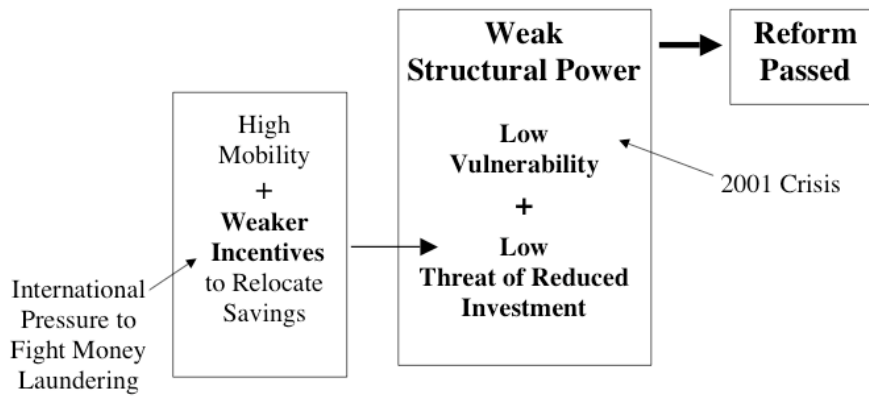 International
Pressure to
Fight Money
Laundering
High
Mobility
+
Weaker
Incentives
to Relocate
Savings
Weak
Structural Power
Low
Vulnerability
+
Low
Threat of Reduced
Investment
2001 Crisis
Reform
Passed